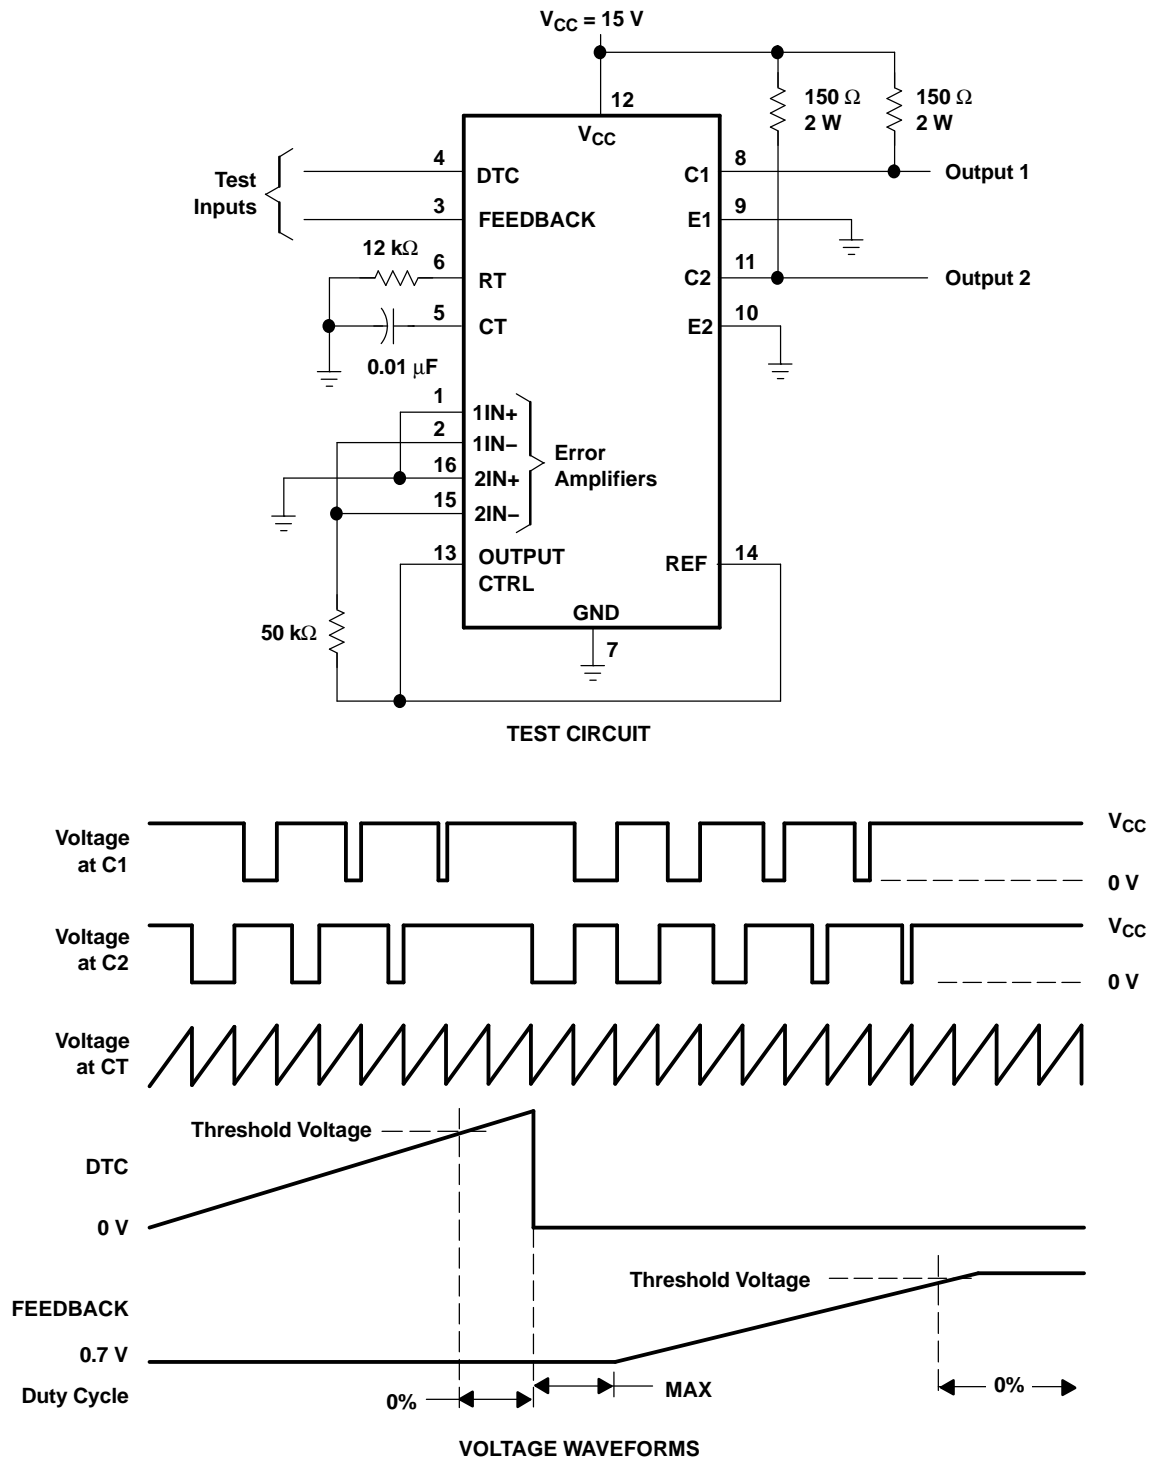 VCC = 15 V
12
150 Ω
2 W
150 Ω
2 W
VCC
4
DTC
Test
Inputs
3
FEEDBACK
C1
8
Output 1
E1
9
12 kΩ
6
RT
C2
11
Output 2
5
CT
E2
10
0.01 μF
1
1IN+
2
1IN–
16
2IN+
15
2IN–
Error
Amplifiers
13
OUTPUT
CTRL
REF
14
GND
7
50 kΩ
TEST CIRCUIT
Voltage
at C1
VCC
0 V
Voltage
at C2
VCC
0 V
Voltage
at CT
Threshold Voltage
DTC
0 V
Threshold Voltage
FEEDBACK
0.7 V
Duty Cycle
0%
MAX
0%
VOLTAGE WAVEFORMS